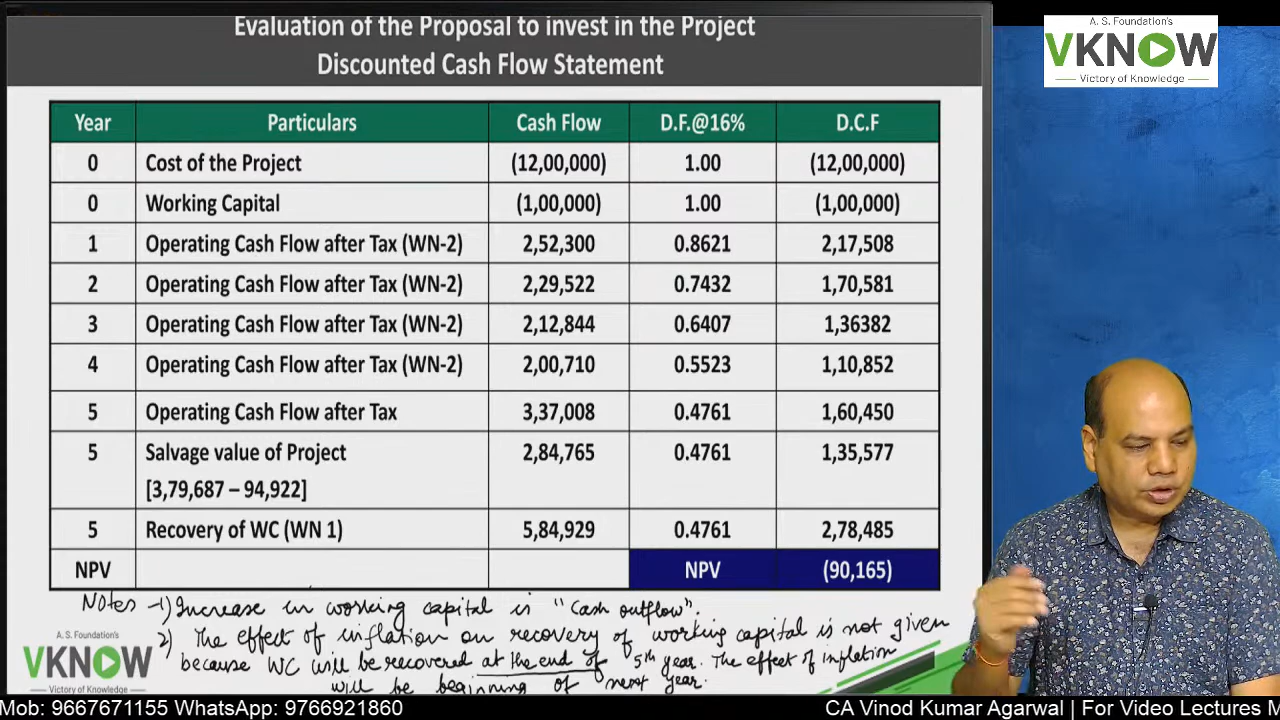 Evaluation of the Proposal to invest in the Project
Discounted Cash Flow Statement
A. S. Foundation's
VKNOW
Victory of Knowledge
Year Particulars Cash Flow D.F.@16% D.C.F
0 Cost of the Project (12,00,000) 1.00 (12,00,000)
0 Working Capital (1,00,000) 1.00 (1,00,000)
1 Operating Cash Flow after Tax (WN-2) 2,52,300 0.8621 2,17,508
2 Operating Cash Flow after Tax (WN-2) 2,29,522 0.7432 1,70,581
3 Operating Cash Flow after Tax (WN-2) 2,12,844 0.6407 1,36382
4 Operating Cash Flow after Tax (WN-2) 2,00,710 0.5523 1,10,852
5 Operating Cash Flow after Tax 3,37,008 0.4761 1,60,450
5 Salvage value of Project 2,84,765 0.4761 1,35,577
[3,79,687 – 94,922]
5 Recovery of WC (WN 1) 5,84,929 0.4761 2,78,485
NPV NPV (90,165)
Notes -1) Increase in working capital is "Cash outflow".
2) The effect of inflation on recovery of working capital is not given
because WC will be recovered at the end of 5th year. The effect of inflation
will be beginning of next year.
A. S. Foundation's
VKNOW
Victory of Knowledge
Mob: 9667671155 WhatsApp: 9766921860 CA Vinod Kumar Agarwal | For Video Lectures M